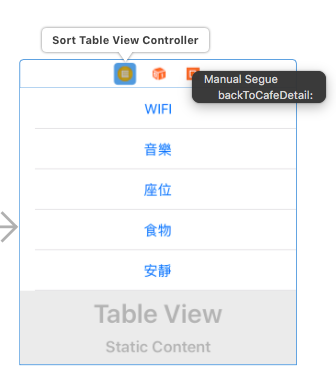 Sort Table View Controller
Manual Segue
backToCafeDetail:
WIFI
音樂
座位
食物
安靜
Table View
Static Content